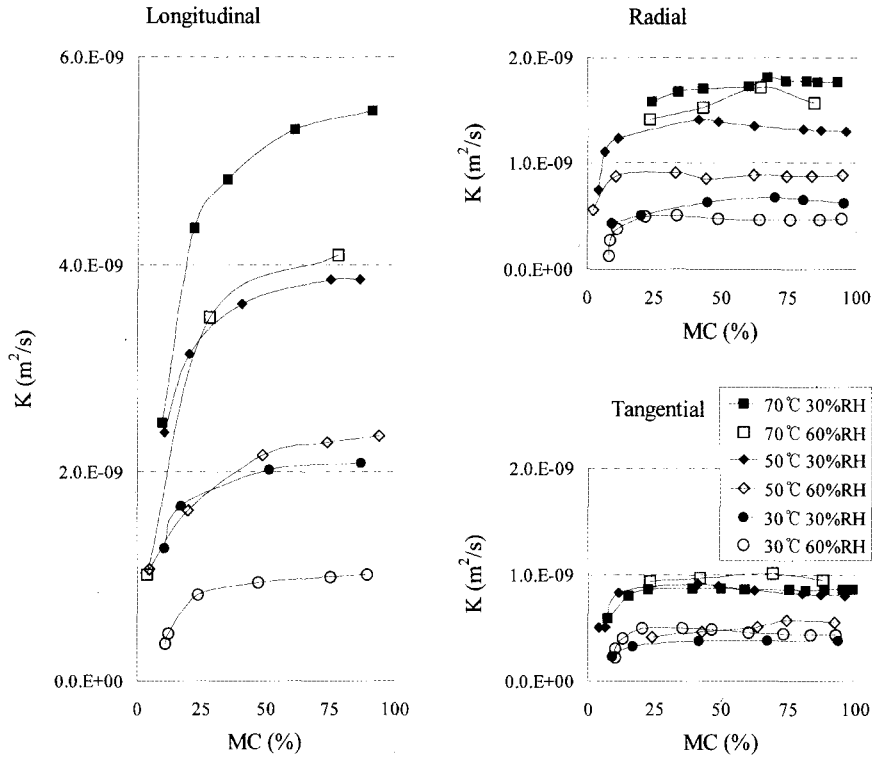 Longitudinal
6.0.E-09
4.0.E-09
2.0.E-09
0.0.E+00
K (m²/s)
0
25
50
75
100
MC (%)
Radial
2.0.E-09
1.0.E-09
0.0.E+00
K (m²/s)
0
25
50
75
100
MC (%)
Tangential
2.0.E-09
1.0.E-09
0.0.E+00
K (m²/s)
0
25
50
75
100
MC (%)
70℃ 30%RH
70℃ 60%RH
50℃ 30%RH
50℃ 60%RH
30℃ 30%RH
30℃ 60%RH